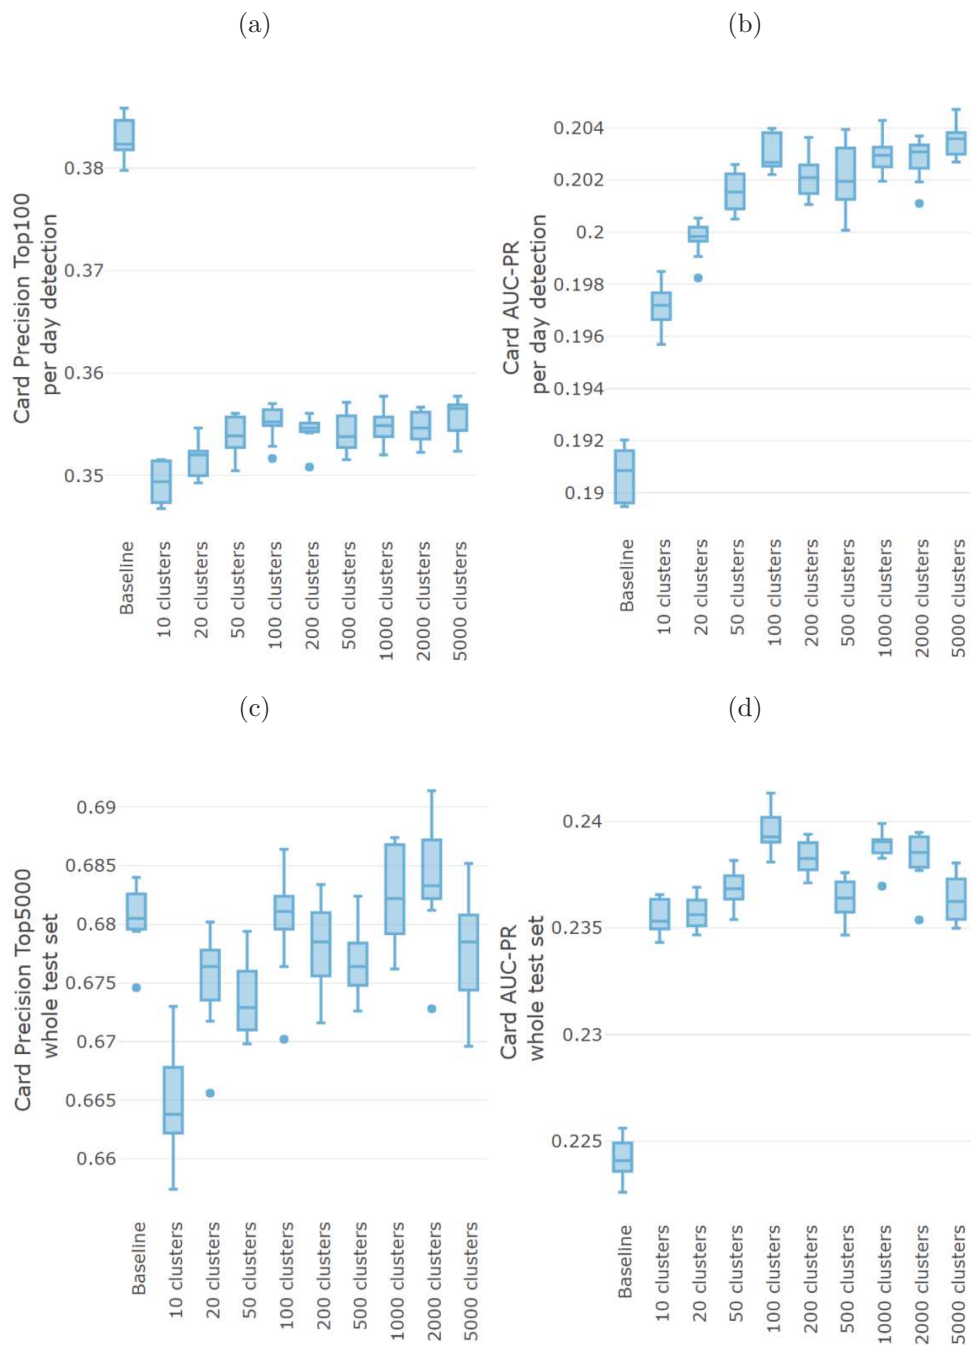 (a)
Card Precision Top100
per day detection
0.38
0.37
0.36
0.35
Baseline
10 clusters
20 clusters
50 clusters
100 clusters
200 clusters
500 clusters
1000 clusters
2000 clusters
5000 clusters
(b)
Card AUC-PR
per day detection
0.204
0.202
0.2
0.198
0.196
0.194
0.192
0.19
Baseline
10 clusters
20 clusters
50 clusters
100 clusters
200 clusters
500 clusters
1000 clusters
2000 clusters
5000 clusters
(c)
Card Precision Top5000
whole test set
0.69
0.685
0.68
0.675
0.67
0.665
0.66
Baseline
10 clusters
20 clusters
50 clusters
100 clusters
200 clusters
500 clusters
1000 clusters
2000 clusters
5000 clusters
(d)
Card AUC-PR
whole test set
0.24
0.235
0.23
0.225
Baseline
10 clusters
20 clusters
50 clusters
100 clusters
200 clusters
500 clusters
1000 clusters
2000 clusters
5000 clusters